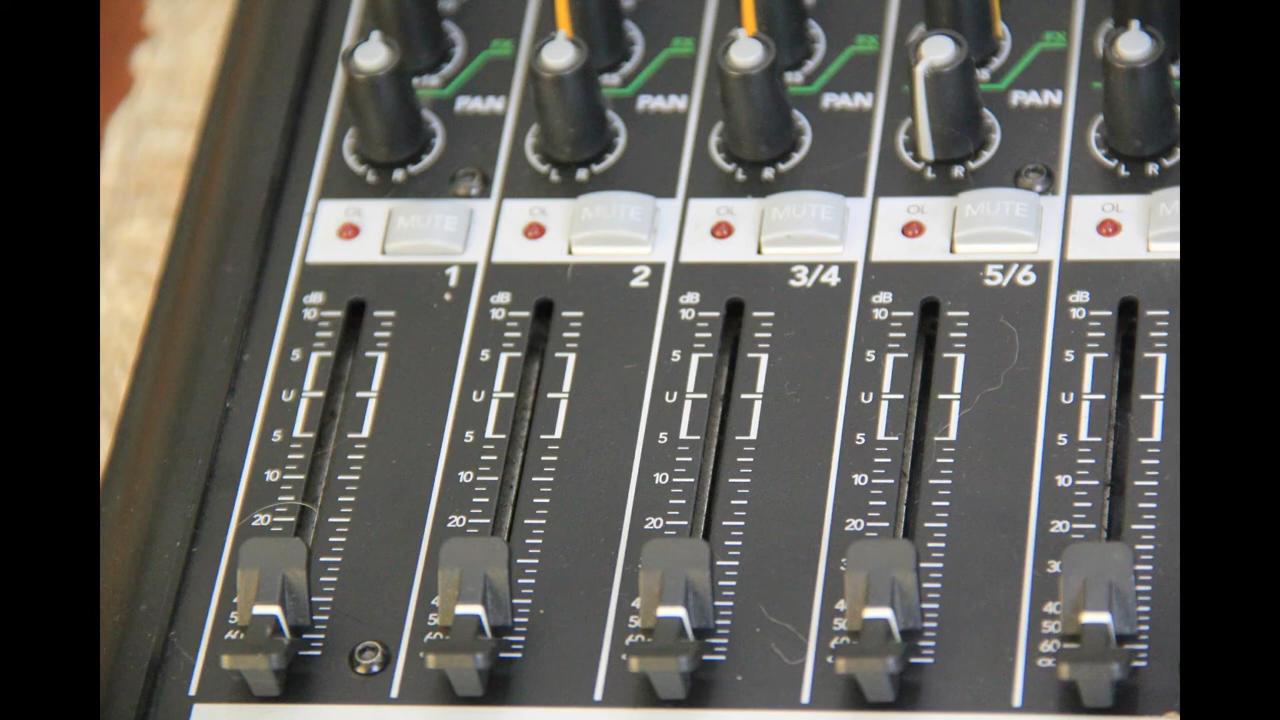 PAN PAN PAN PAN
L R L R L R L R L R
OL OL OL OL OL
MUTE MUTE MUTE MUTE M
1 2 3/4 5/6
dB dB dB dB dB
10 10 10 10 10
5 5 5 5 5
U U U U U
5 5 5 5 5
10 10 10 10 10
20 20 20 20 20
30
40
50
60